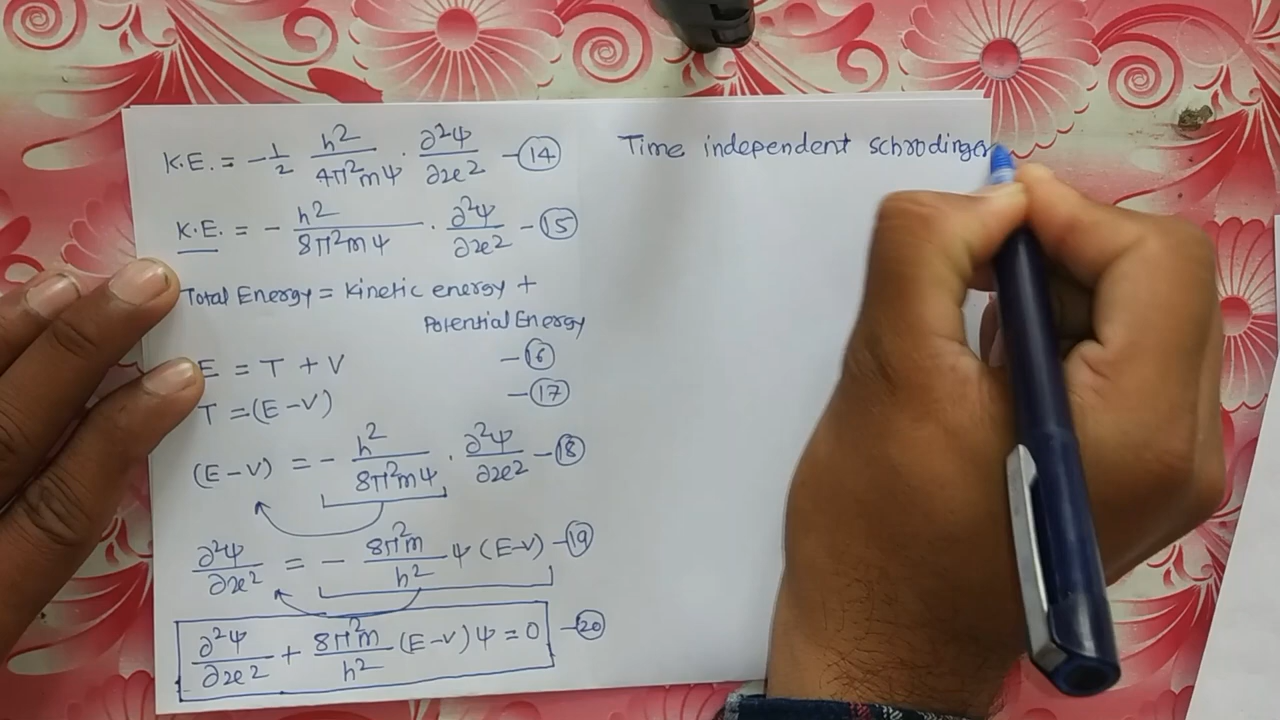 K.E. = -1/2 h²/4π²mψ · ∂²ψ/∂x² -(14)
K.E. = - h²/8π²mψ · ∂²ψ/∂x² -(15)
Total Energy = Kinetic energy +
Potential Energy
E = T + V -(16)
T = (E-V) -(17)
(E-V) = - h²/8π²mψ · ∂²ψ/∂x² -(18)
∂²ψ/∂x² = - 8π²m/h² ψ (E-V) -(19)
∂²ψ/∂x² + 8π²m/h² (E-V) ψ = 0 -(20)
Time independent schrodinger